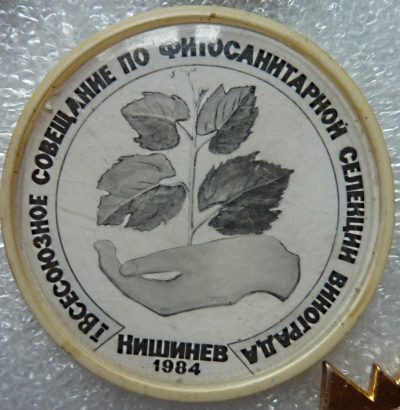 I ВСЕСОЮЗНОЕ СОВЕЩАНИЕ ПО ФИТОСАНИТАРНОЙ СЕЛЕКЦИИ ВИНОГРАДА
КИШИНЕВ
1984